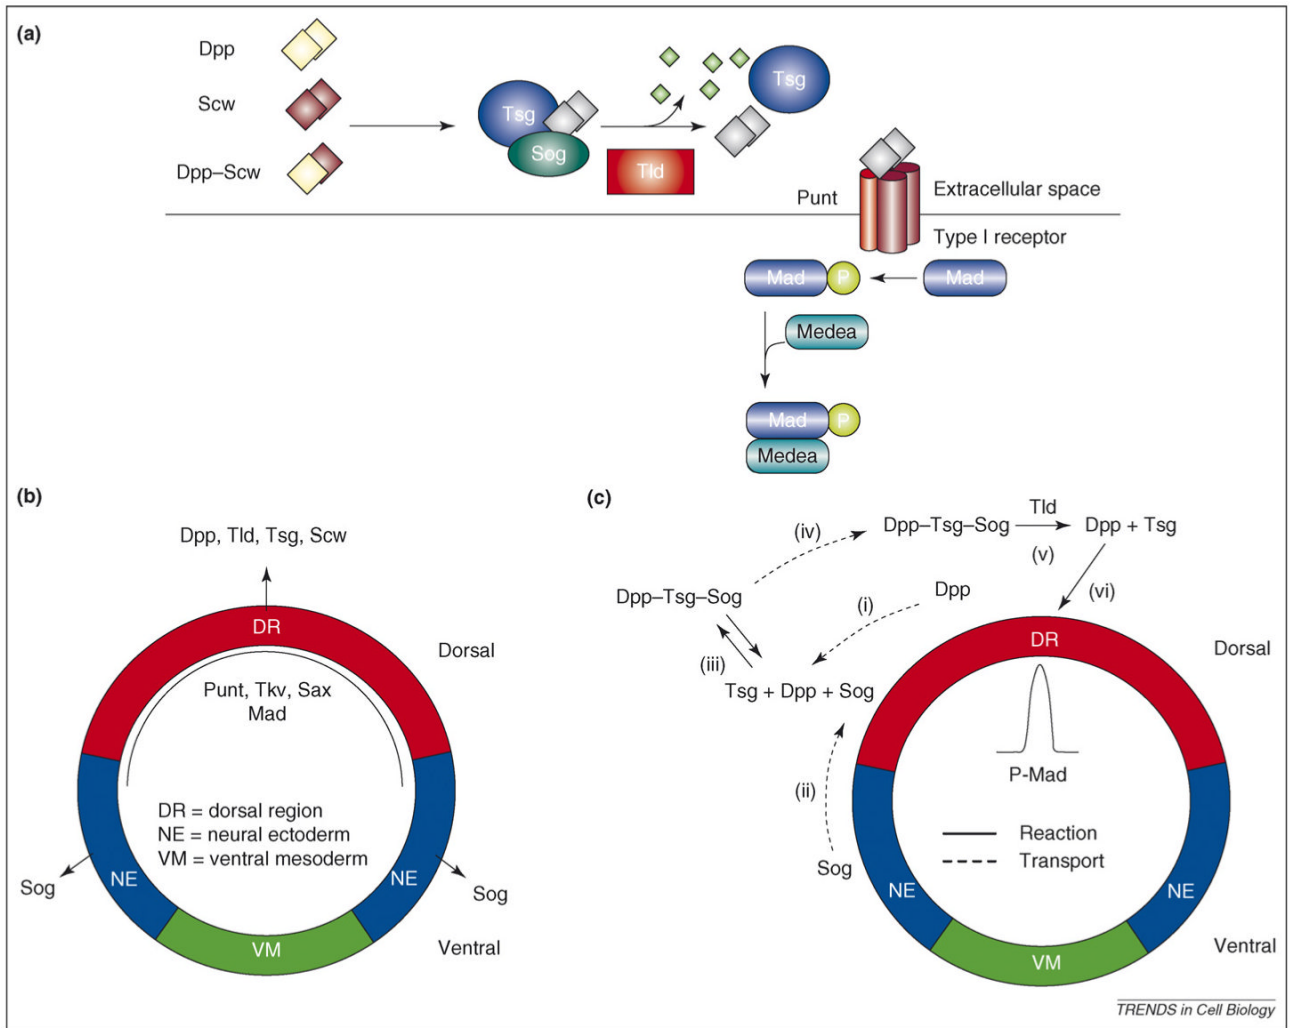 (a)
Dpp
Scw
Dpp–Scw
Tsg
Sog
Tld
Tsg
Punt
Extracellular space
Type I receptor
Mad
P
Mad
Medea
Mad
P
Medea
(b)
Dpp, Tld, Tsg, Scw
DR
Dorsal
Punt, Tkv, Sax
Mad
DR = dorsal region
NE = neural ectoderm
VM = ventral mesoderm
Sog
NE
NE
Sog
VM
Ventral
(c)
Dpp–Tsg–Sog
Tld
Dpp + Tsg
(iv)
(v)
Dpp–Tsg–Sog
(i)
Dpp
(vi)
(iii)
Tsg + Dpp + Sog
DR
Dorsal
P-Mad
(ii)
Reaction
Transport
Sog
NE
NE
VM
Ventral
TRENDS in Cell Biology